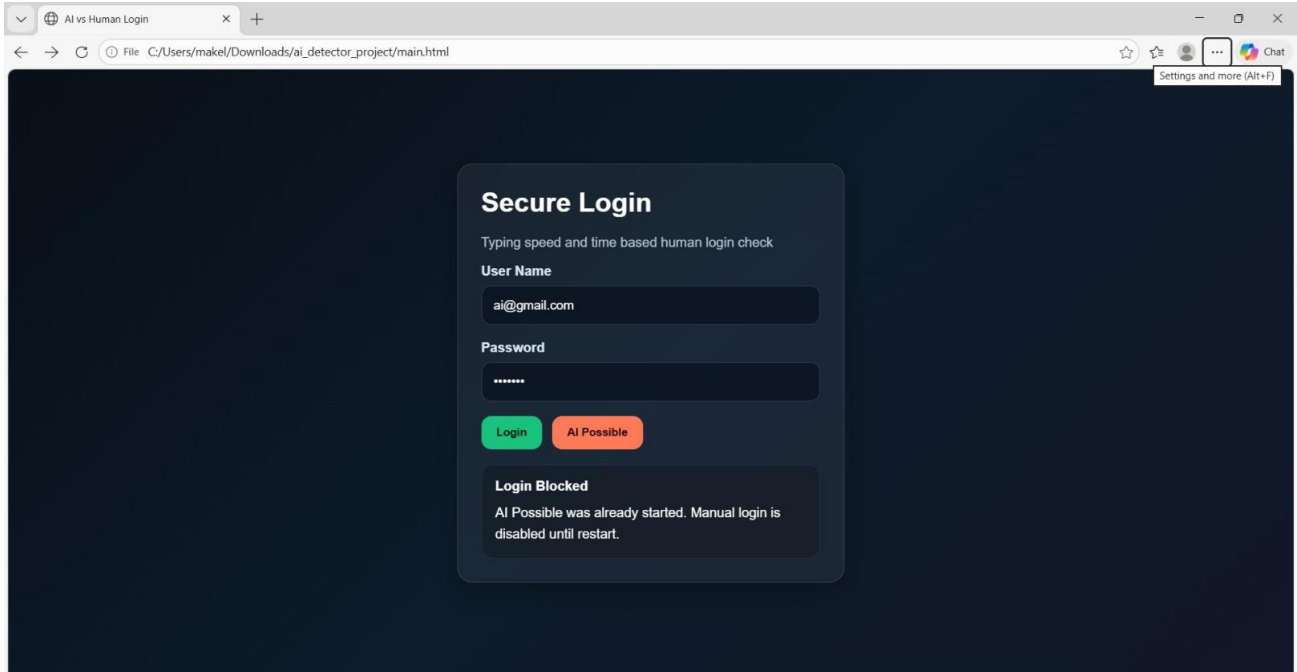 AI vs Human Login
File C:/Users/makel/Downloads/ai_detector_project/main.html
Chat
Settings and more (Alt+F)
Secure Login
Typing speed and time based human login check
User Name
ai@gmail.com
Password
•••••••
Login AI Possible
Login Blocked
AI Possible was already started. Manual login is
disabled until restart.